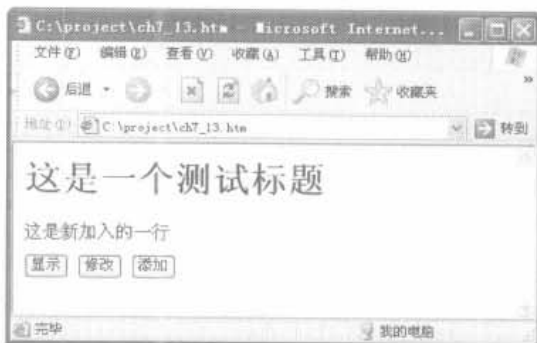 C:\project\ch7_13.htm - Microsoft Internet...
文件(F) 编辑(E) 查看(V) 收藏(A) 工具(T) 帮助(H)
后退 搜索 收藏夹 »
地址(D) C:\project\ch7_13.htm 转到
这是一个测试标题
这是新加入的一行
显示 修改 添加
完毕 我的电脑